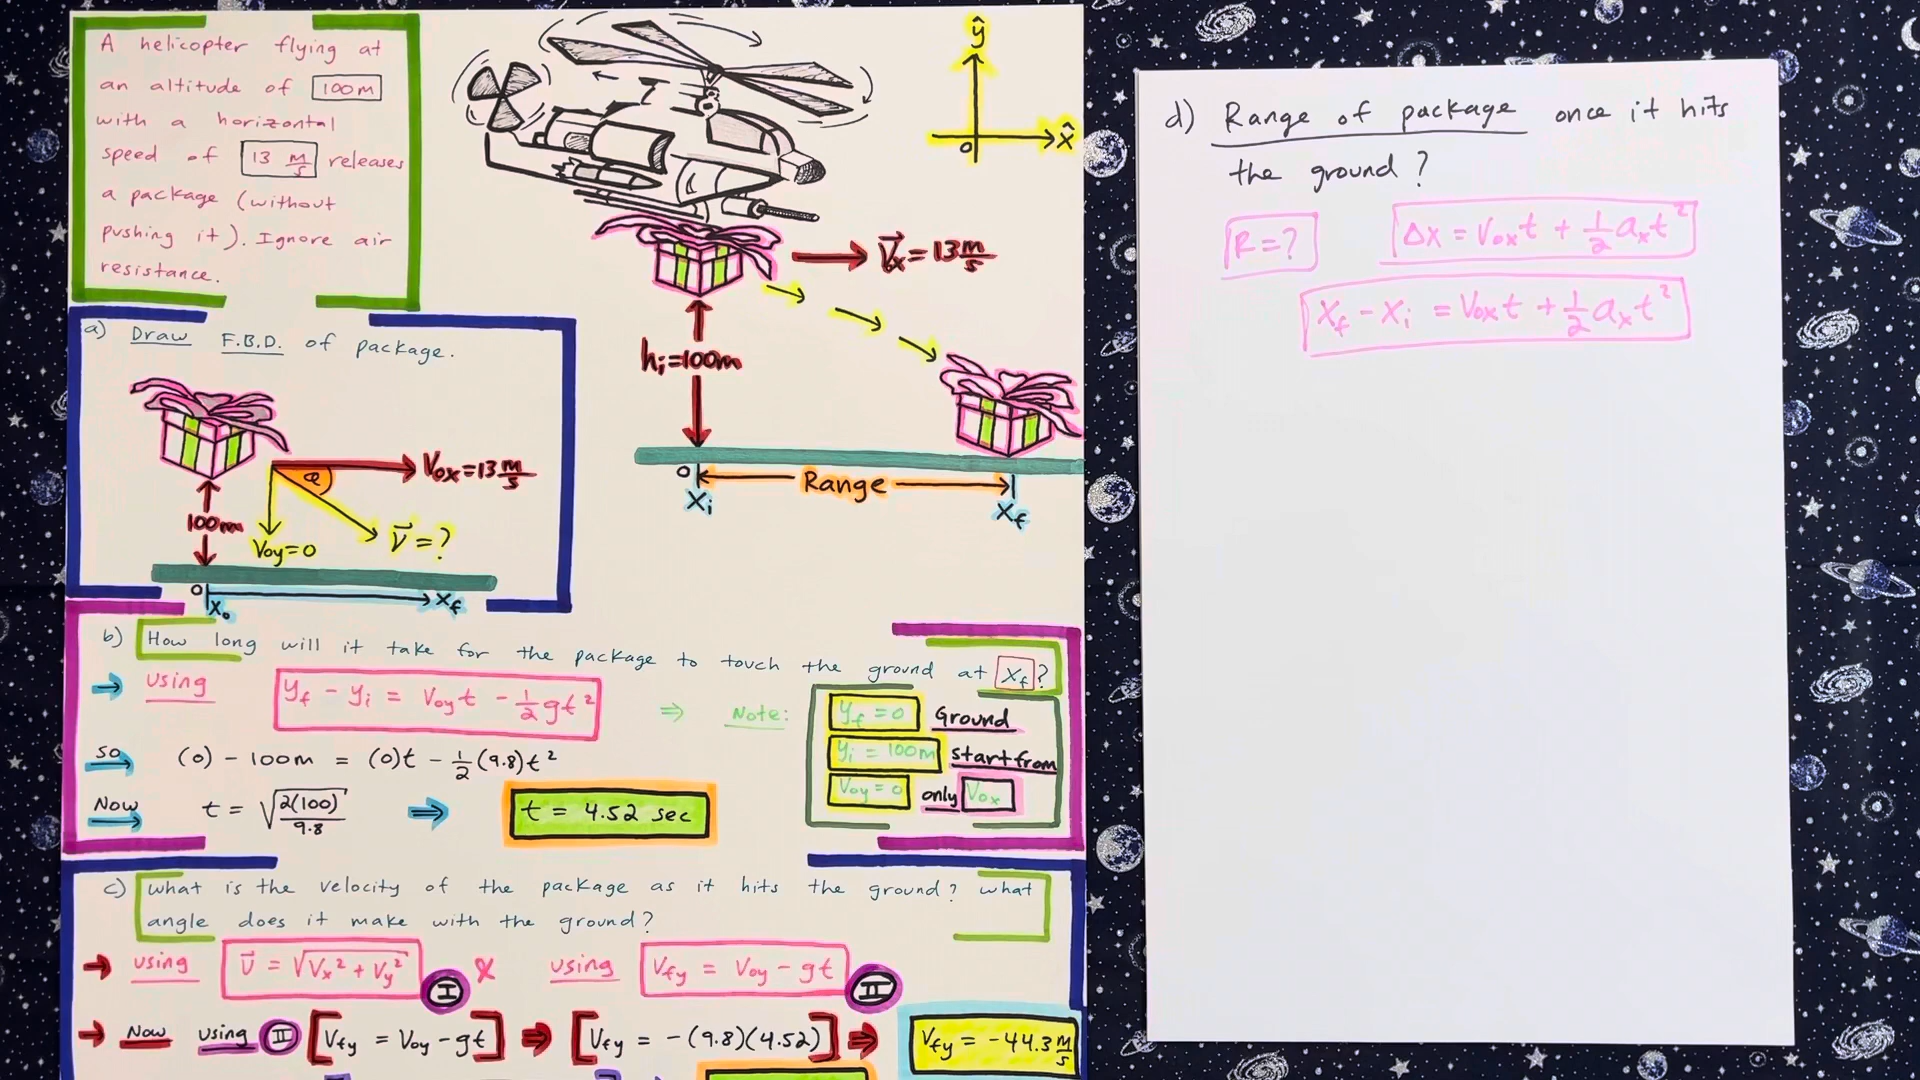 A helicopter flying at
an altitude of 100m
with a horizontal
speed of 13 m/s releases
a package (without
pushing it). Ignore air
resistance.
ŷ
x̂
0
V⃗x = 13 m/s
hi = 100m
0
Range
Xi
Xf
a) Draw F.B.D. of package.
Vox = 13 m/s
100m
Voy = 0
V⃗ = ?
0
Xo
Xf
b) How long will it take for the package to touch the ground at Xf?
using
yf - yi = Voyt - 1/2 gt²
⇒ Note:
yf = 0 Ground
yi = 100m start from
Voy = 0 only Vox
so
(0) - 100m = (0)t - 1/2 (9.8)t²
Now
t = √2(100)/9.8 ⇒ t = 4.52 sec
c) what is the velocity of the package as it hits the ground? what
angle does it make with the ground?
→ using V⃗ = √Vx² + Vy² I
using Vfy = Voy - gt II
→ Now using II [Vfy = Voy - gt] ⇒ [Vfy = -(9.8)(4.52)] ⇒ Vfy = -44.3 m/s
d) Range of package once it hits
the ground?
R = ?
Δx = Voxt + 1/2 axt²
Xf - Xi = Voxt + 1/2 axt²